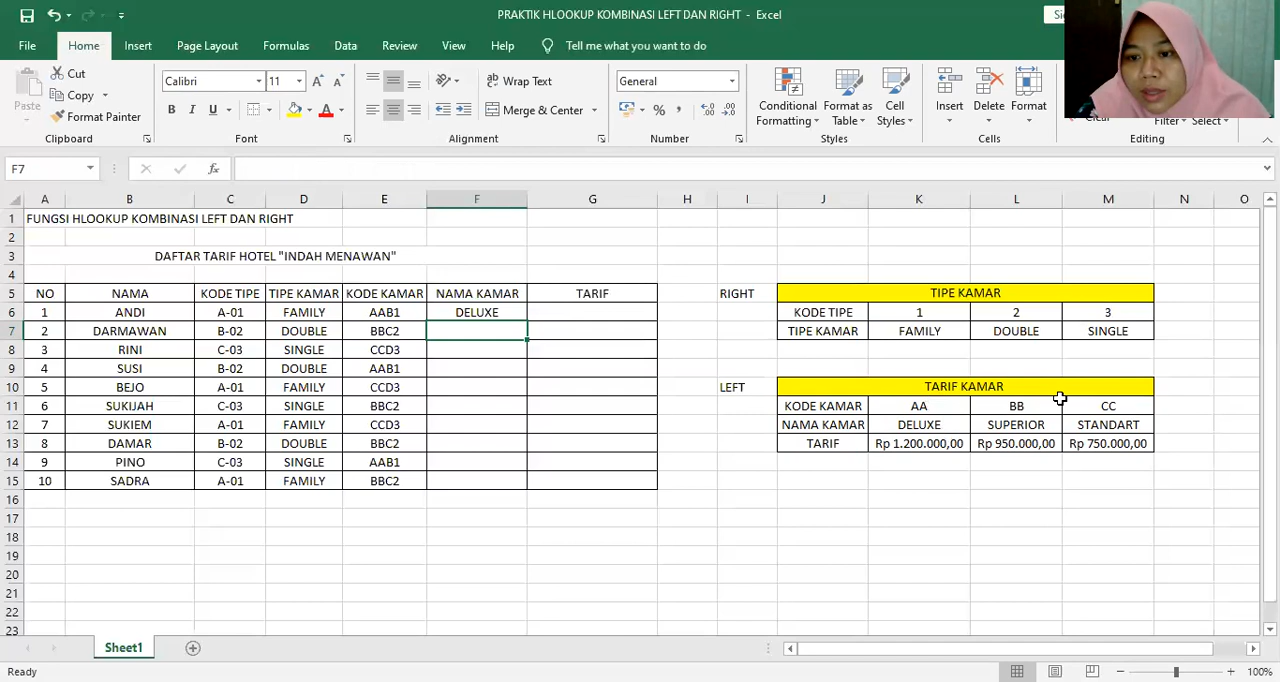 PRAKTIK HLOOKUP KOMBINASI LEFT DAN RIGHT - Excel
File Home Insert Page Layout Formulas Data Review View Help Tell me what you want to do
Paste
Cut
Copy
Format Painter
Calibri 11
B I U
Wrap Text
Merge & Center
General
%
Conditional Formatting
Format as Table
Cell Styles
Insert
Delete
Format
Clear
Filter Select
Clipboard Font Alignment Number Styles Cells Editing
F7 fx
A B C D E F G H I J K L M N O
1 FUNGSI HLOOKUP KOMBINASI LEFT DAN RIGHT
2
3 DAFTAR TARIF HOTEL "INDAH MENAWAN"
4
5 NO NAMA KODE TIPE TIPE KAMAR KODE KAMAR NAMA KAMAR TARIF RIGHT TIPE KAMAR
6 1 ANDI A-01 FAMILY AAB1 DELUXE KODE TIPE 1 2 3
7 2 DARMAWAN B-02 DOUBLE BBC2 TIPE KAMAR FAMILY DOUBLE SINGLE
8 3 RINI C-03 SINGLE CCD3
9 4 SUSI B-02 DOUBLE AAB1
10 5 BEJO A-01 FAMILY CCD3 LEFT TARIF KAMAR
11 6 SUKIJAH C-03 SINGLE BBC2 KODE KAMAR AA BB CC
12 7 SUKIEM A-01 FAMILY CCD3 NAMA KAMAR DELUXE SUPERIOR STANDART
13 8 DAMAR B-02 DOUBLE BBC2 TARIF Rp 1.200.000,00 Rp 950.000,00 Rp 750.000,00
14 9 PINO C-03 SINGLE AAB1
15 10 SADRA A-01 FAMILY BBC2
16
17
18
19
20
21
22
23
Sheet1
Ready 100%